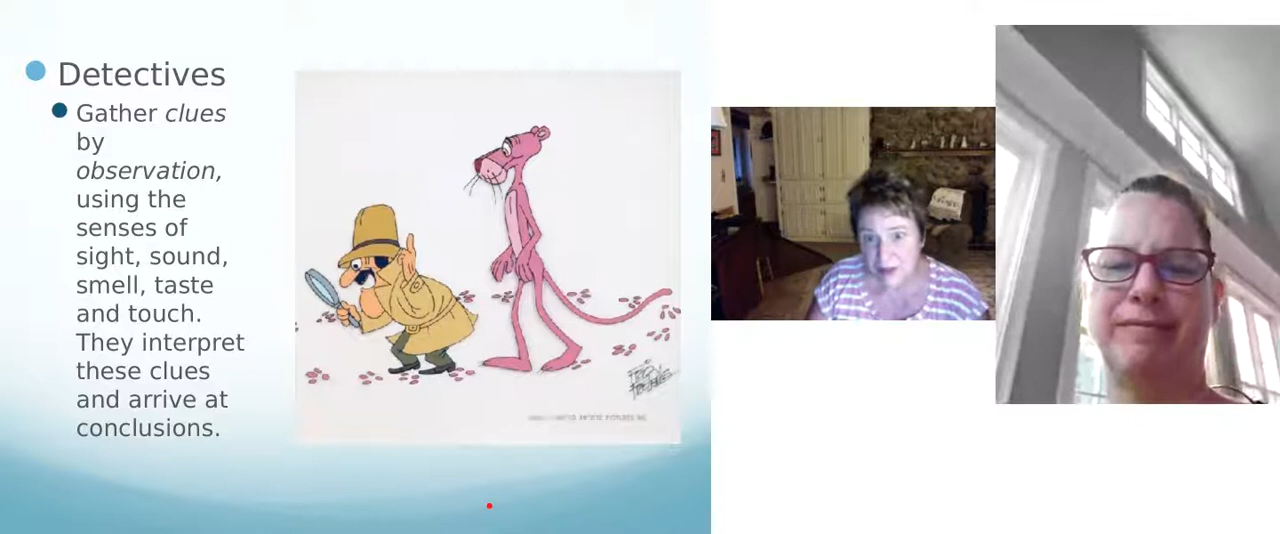 Detectives
Gather clues
by
observation,
using the
senses of
sight, sound,
smell, taste
and touch.
They interpret
these clues
and arrive at
conclusions.